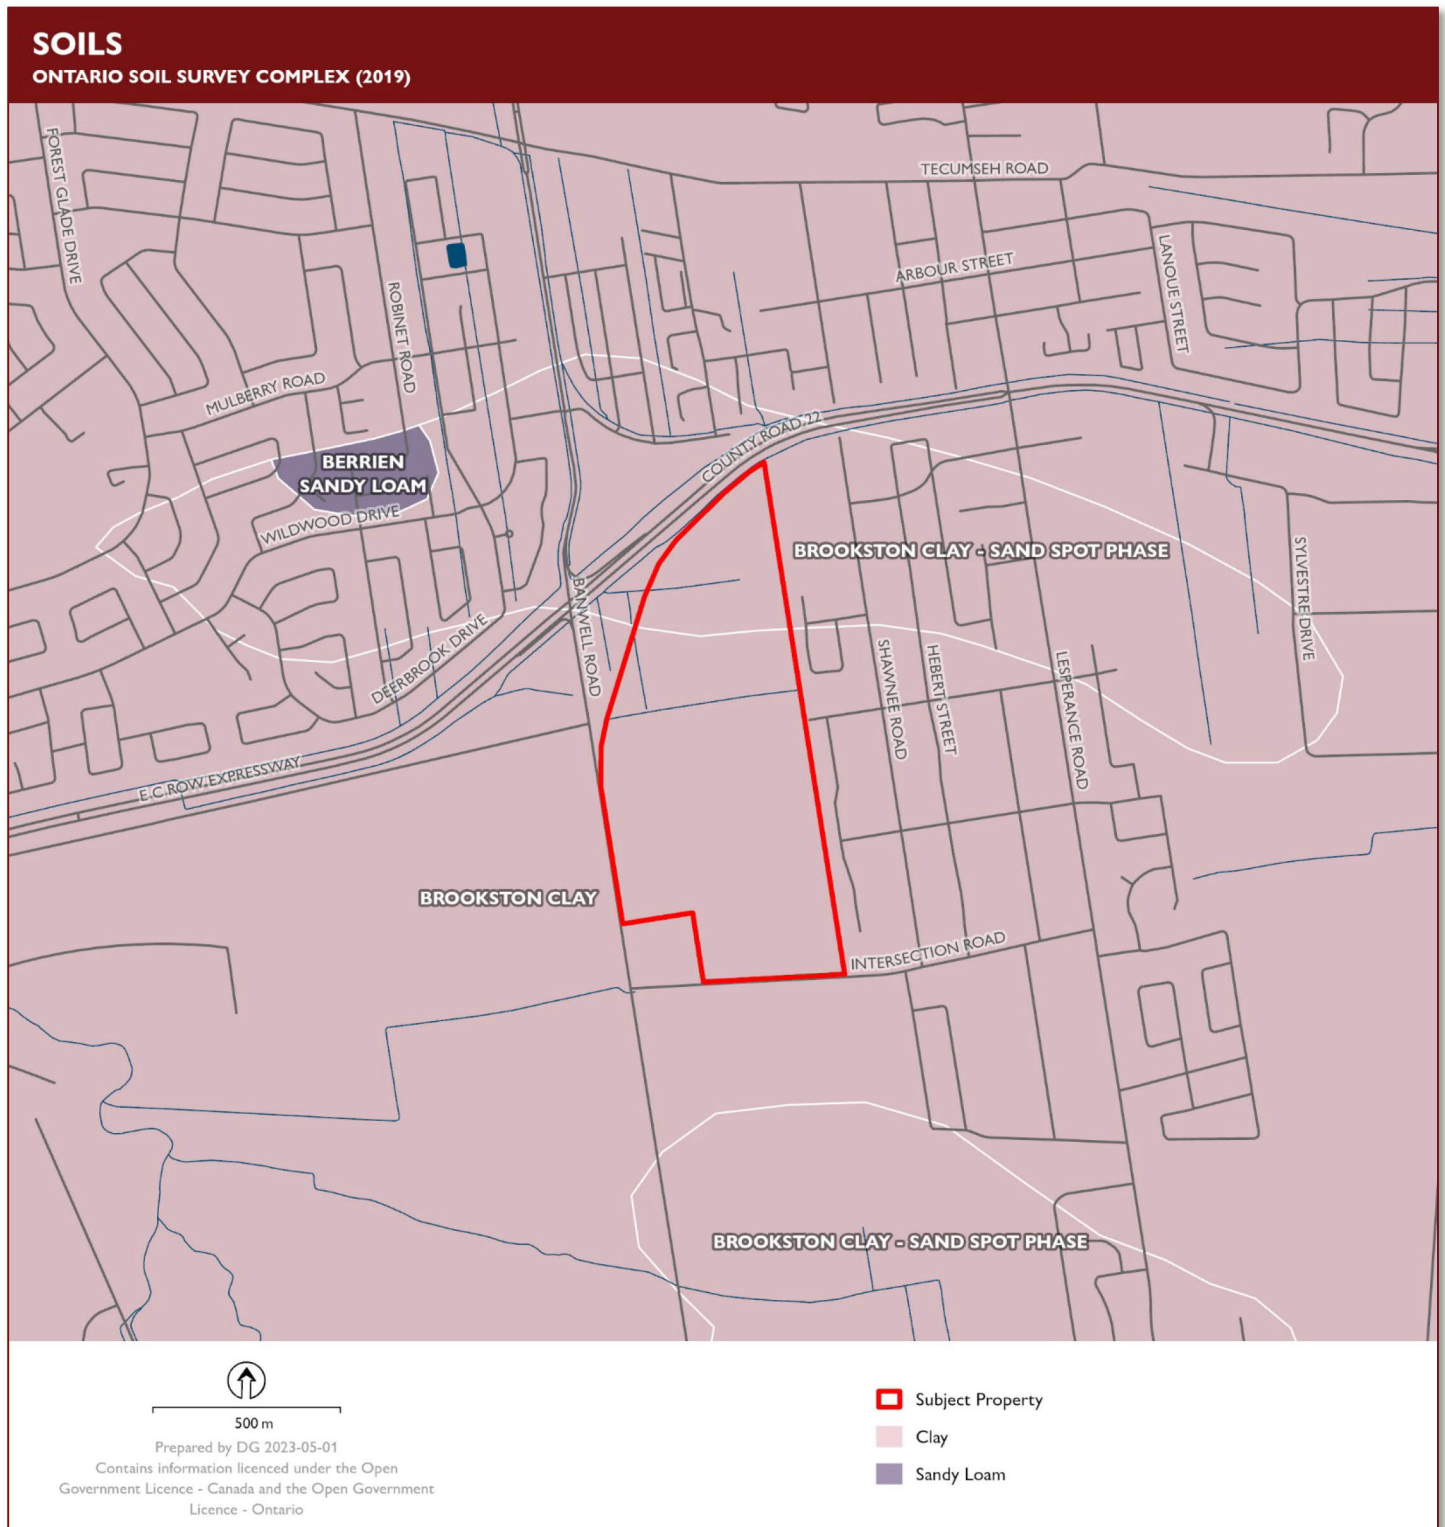 SOILS
ONTARIO SOIL SURVEY COMPLEX (2019)
FOREST GLADE DRIVE
TECUMSEH ROAD
ARBOUR STREET
LANOUE STREET
ROBINET ROAD
MULBERRY ROAD
COUNTY ROAD 22
BERRIEN
SANDY LOAM
WILDWOOD DRIVE
BROOKSTON CLAY - SAND SPOT PHASE
SYLVESTRE DRIVE
BANWELL ROAD
DEERBROOK DRIVE
SHAWNEE ROAD
HEBERT STREET
LESPERANCE ROAD
E.C.ROW EXPRESSWAY
BROOKSTON CLAY
INTERSECTION ROAD
BROOKSTON CLAY - SAND SPOT PHASE
500 m
Prepared by DG 2023-05-01
Contains information licenced under the Open
Government Licence - Canada and the Open Government
Licence - Ontario
Subject Property
Clay
Sandy Loam